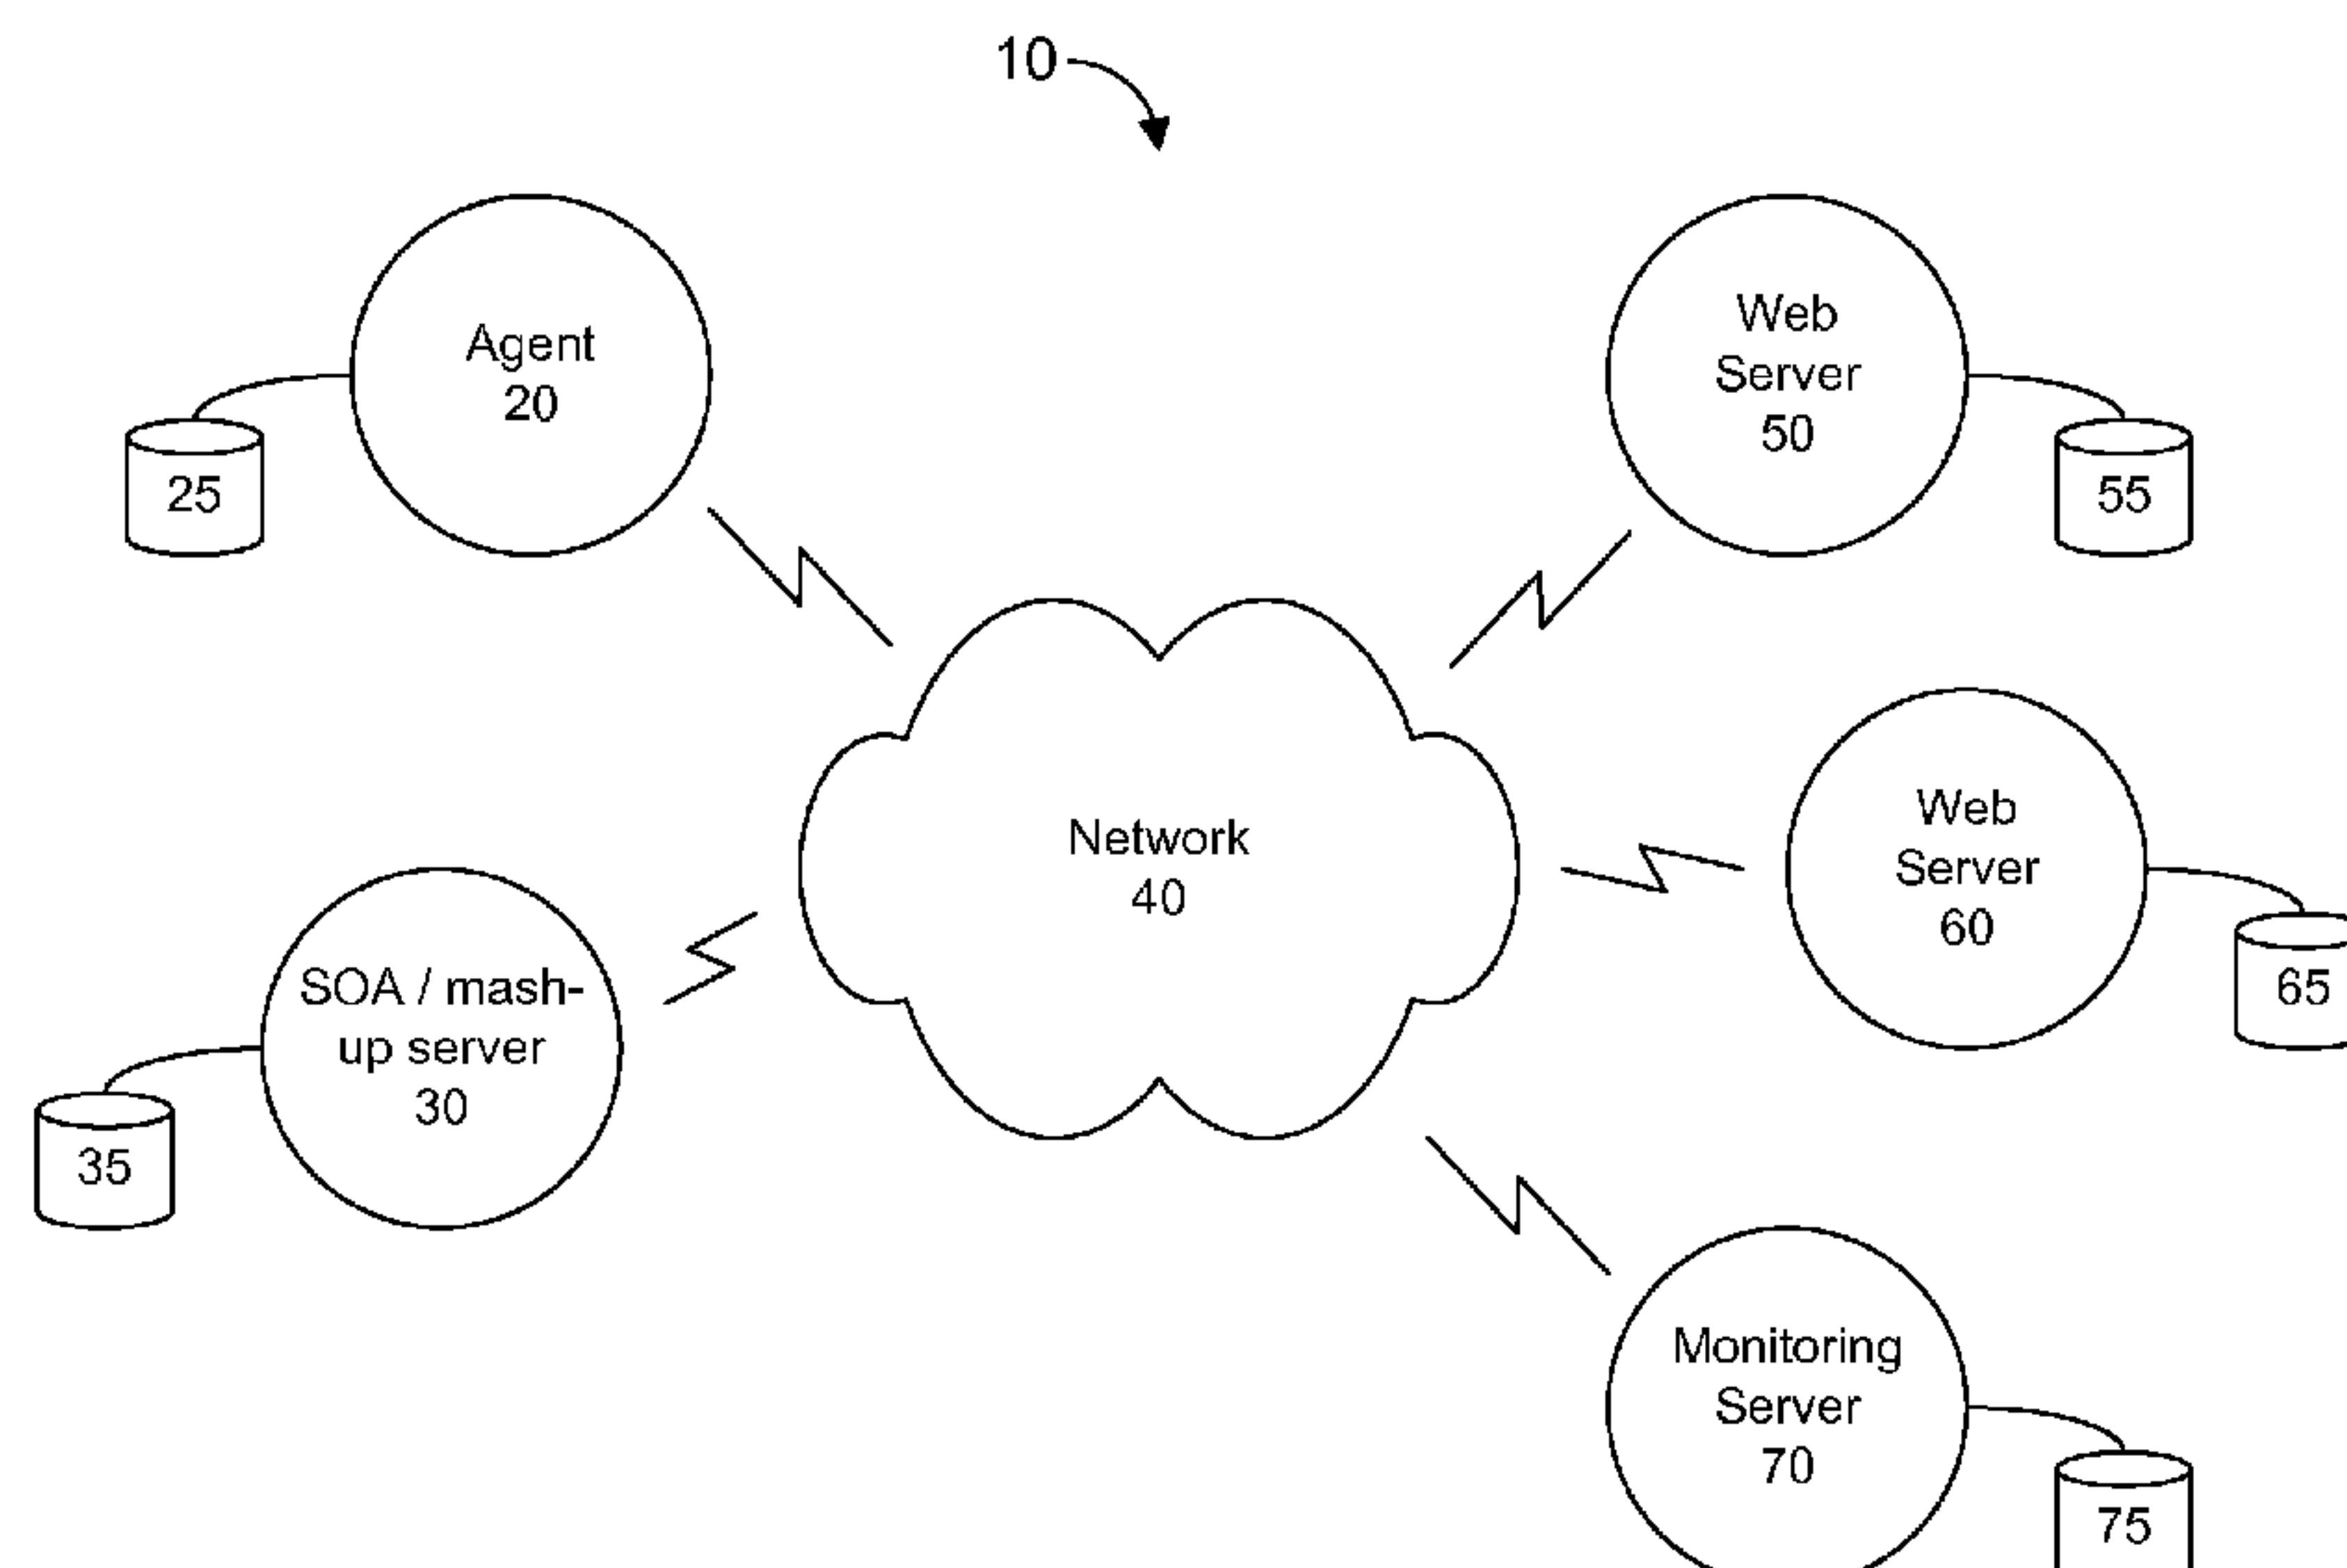 10
Agent
20
25
Web
Server
50
55
Network
40
Web
Server
60
65
SOA / mash-
up server
30
35
Monitoring
Server
70
75